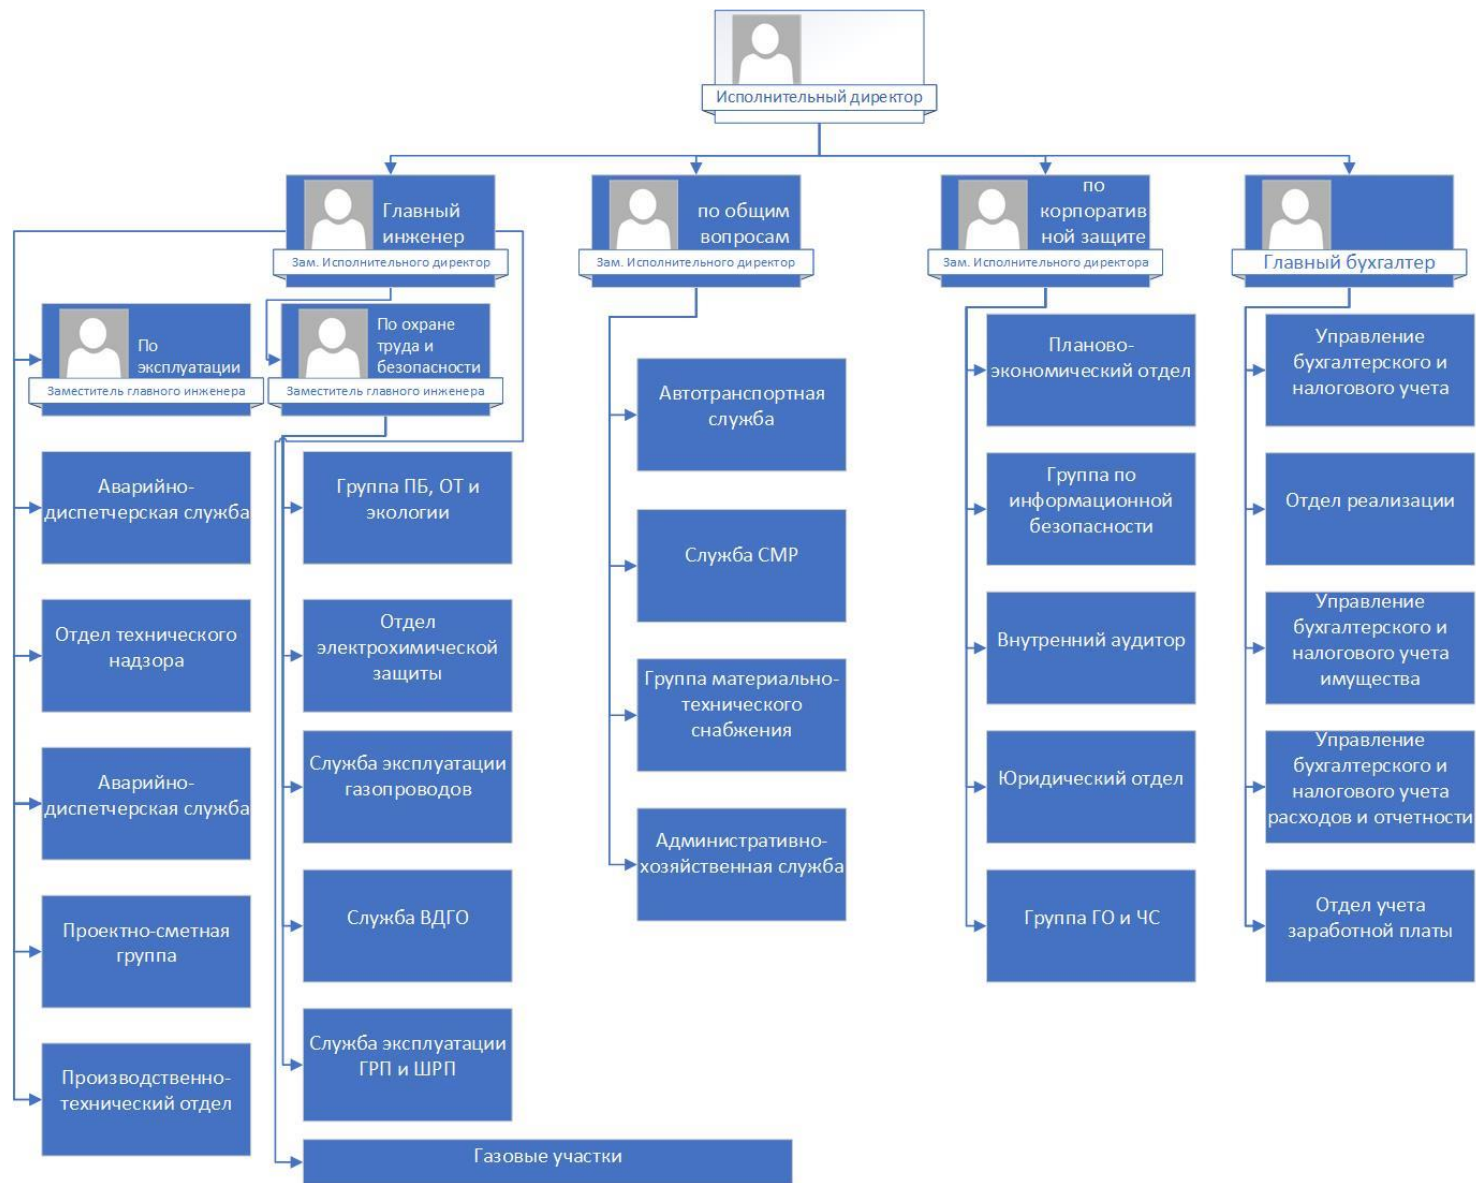 Исполнительный директор
Главный
инженер
Зам. Исполнительного директор
по общим
вопросам
Зам. Исполнительного директор
по
корпоратив
ной защите
Зам. Исполнительного директора
Главный бухгалтер
По
эксплуатации
Заместитель главного инженера
По охране
труда и
безопасности
Заместитель главного инженера
Аварийно-
диспетчерская служба
Отдел технического
надзора
Аварийно-
диспетчерская служба
Проектно-сметная
группа
Производственно-
технический отдел
Группа ПБ, ОТ и
экологии
Отдел
электрохимической
защиты
Служба эксплуатации
газопроводов
Служба ВДГО
Служба эксплуатации
ГРП и ШРП
Газовые участки
Автотранспортная
служба
Служба СМР
Группа материально-
технического
снабжения
Административно-
хозяйственная служба
Планово-
экономический отдел
Группа по
информационной
безопасности
Внутренний аудитор
Юридический отдел
Группа ГО и ЧС
Управление
бухгалтерского и
налогового учета
Отдел реализации
Управление
бухгалтерского и
налогового учета
имущества
Управление
бухгалтерского и
налогового учета
расходов и отчетности
Отдел учета
заработной платы